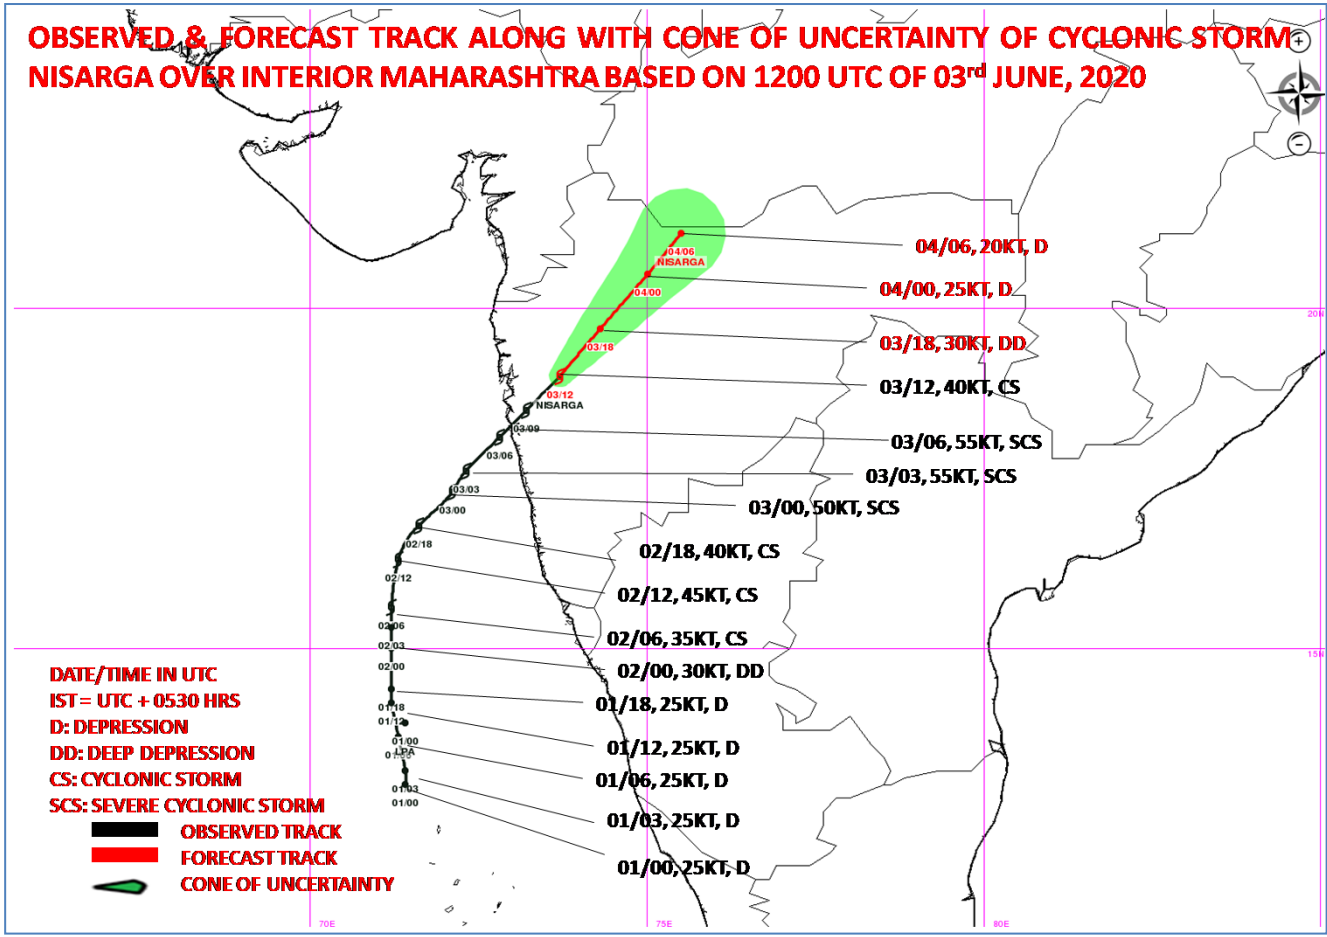 OBSERVED & FORECAST TRACK ALONG WITH CONE OF UNCERTAINTY OF CYCLONIC STORM
NISARGA OVER INTERIOR MAHARASHTRA BASED ON 1200 UTC OF 03rd JUNE, 2020
+
−
04/06, 20KT, D
04/06
NISARGA
04/00, 25KT, D
04/00
20N
03/18, 30KT, DD
03/18
03/12, 40KT, CS
03/12
NISARGA
03/09
03/06, 55KT, SCS
03/06
03/03, 55KT, SCS
03/03
03/00, 50KT, SCS
03/00
02/18
02/18, 40KT, CS
02/12
02/12, 45KT, CS
02/06
02/06, 35KT, CS
02/03
15N
02/00
02/00, 30KT, DD
01/18
01/18, 25KT, D
01/12
01/00
01/12, 25KT, D
LPA
01/06, 25KT, D
01/03
01/00
01/03, 25KT, D
01/00, 25KT, D
DATE/TIME IN UTC
IST = UTC + 0530 HRS
D: DEPRESSION
DD: DEEP DEPRESSION
CS: CYCLONIC STORM
SCS: SEVERE CYCLONIC STORM
OBSERVED TRACK
FORECAST TRACK
CONE OF UNCERTAINTY
70E
75E
80E